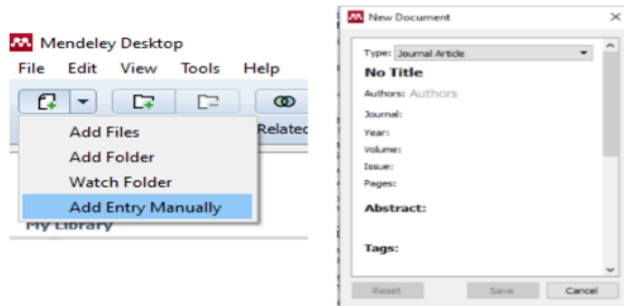 Mendeley Desktop
File Edit View Tools Help
Related
Add Files
Add Folder
Watch Folder
Add Entry Manually
My Library
New Document
Type: Journal Article
No Title
Authors: Authors
Journal:
Year:
Volume:
Issue:
Pages:
Abstract:
Tags:
Reset Save Cancel